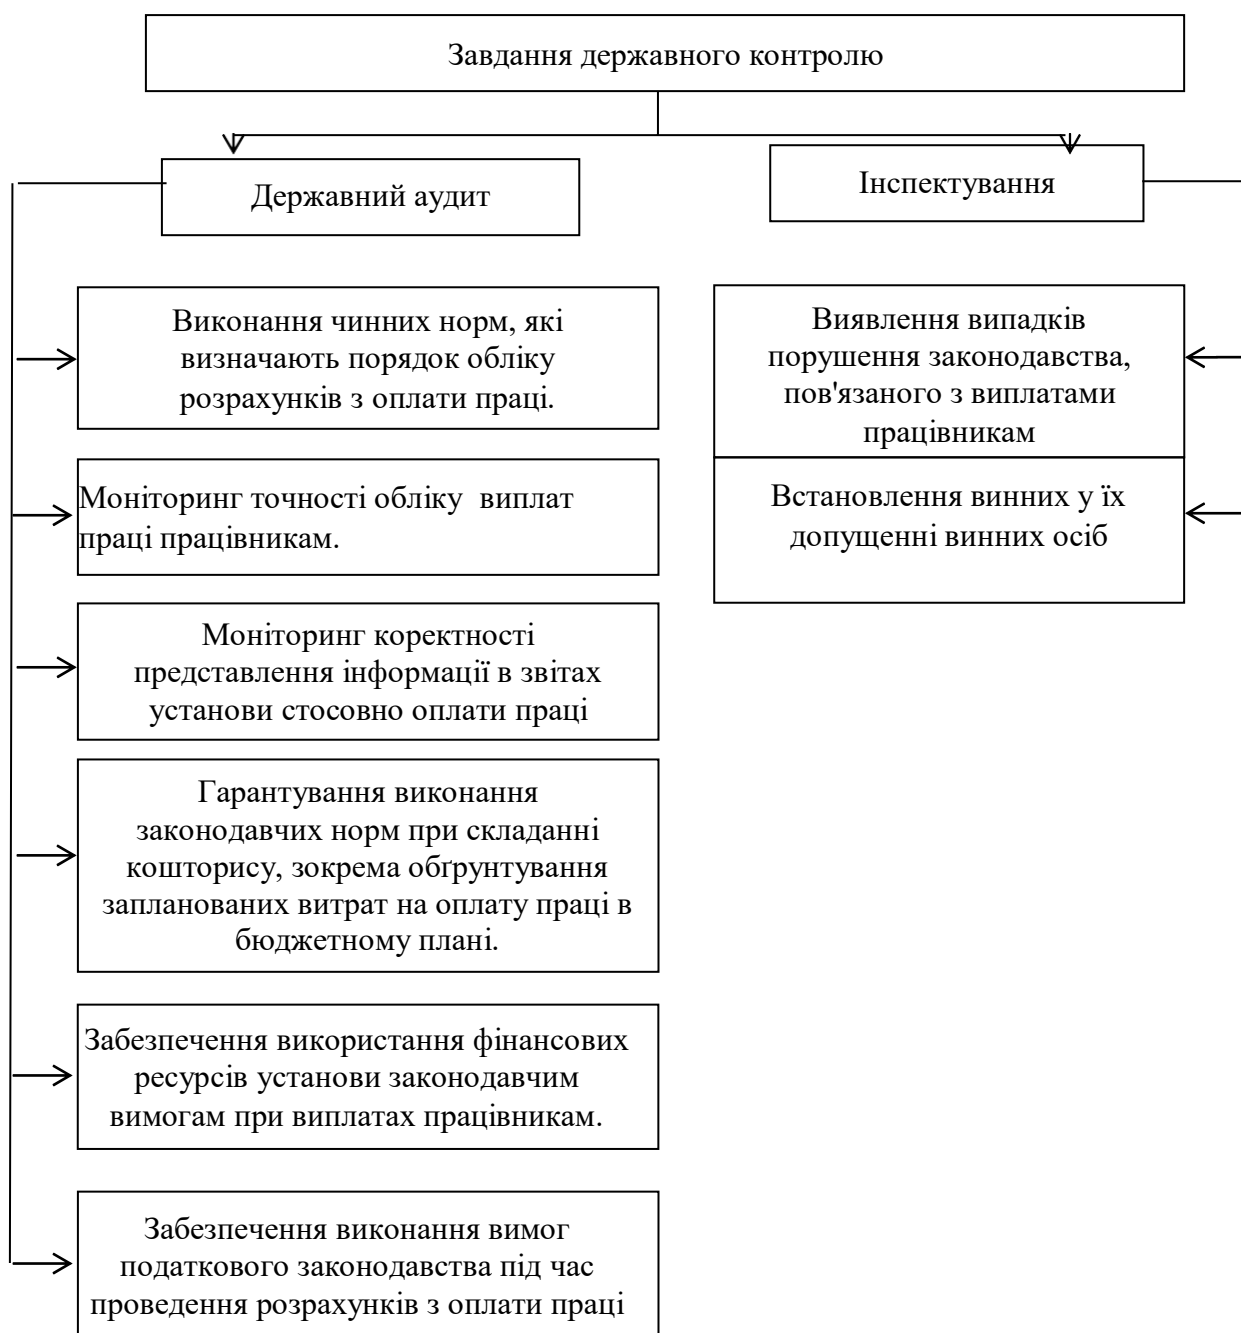 Завдання державного контролю
Державний аудит
Інспектування
Виконання чинних норм, які
визначають порядок обліку
розрахунків з оплати праці.
Моніторинг точності обліку  виплат
праці працівникам.
Моніторинг коректності
представлення інформації в звітах
установи стосовно оплати праці
Гарантування виконання
законодавчих норм при складанні
кошторису, зокрема обґрунтування
запланованих витрат на оплату праці в
бюджетному плані.
Забезпечення використання фінансових
ресурсів установи законодавчим
вимогам при виплатах працівникам.
Забезпечення виконання вимог
податкового законодавства під час
проведення розрахунків з оплати праці
Виявлення випадків
порушення законодавства,
пов'язаного з виплатами
працівникам
Встановлення винних у їх
допущенні винних осіб